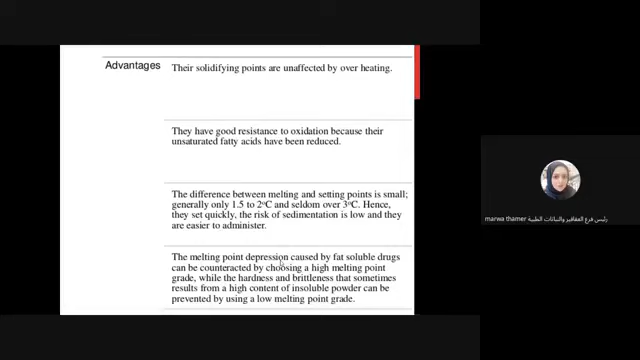 Advantages Their solidifying points are unaffected by over heating.
They have good resistance to oxidation because their
unsaturated fatty acids have been reduced.
The difference between melting and setting points is small;
generally only 1.5 to 2°C and seldom over 3°C. Hence,
they set quickly, the risk of sedimentation is low and they
are easier to administer.
The melting point depression caused by fat soluble drugs
can be counteracted by choosing a high melting point
grade, while the hardness and brittleness that sometimes
results from a high content of insoluble powder can be
prevented by using a low melting point grade.
marwa thamer رئيس فرع العقاقير والنباتات الطبية